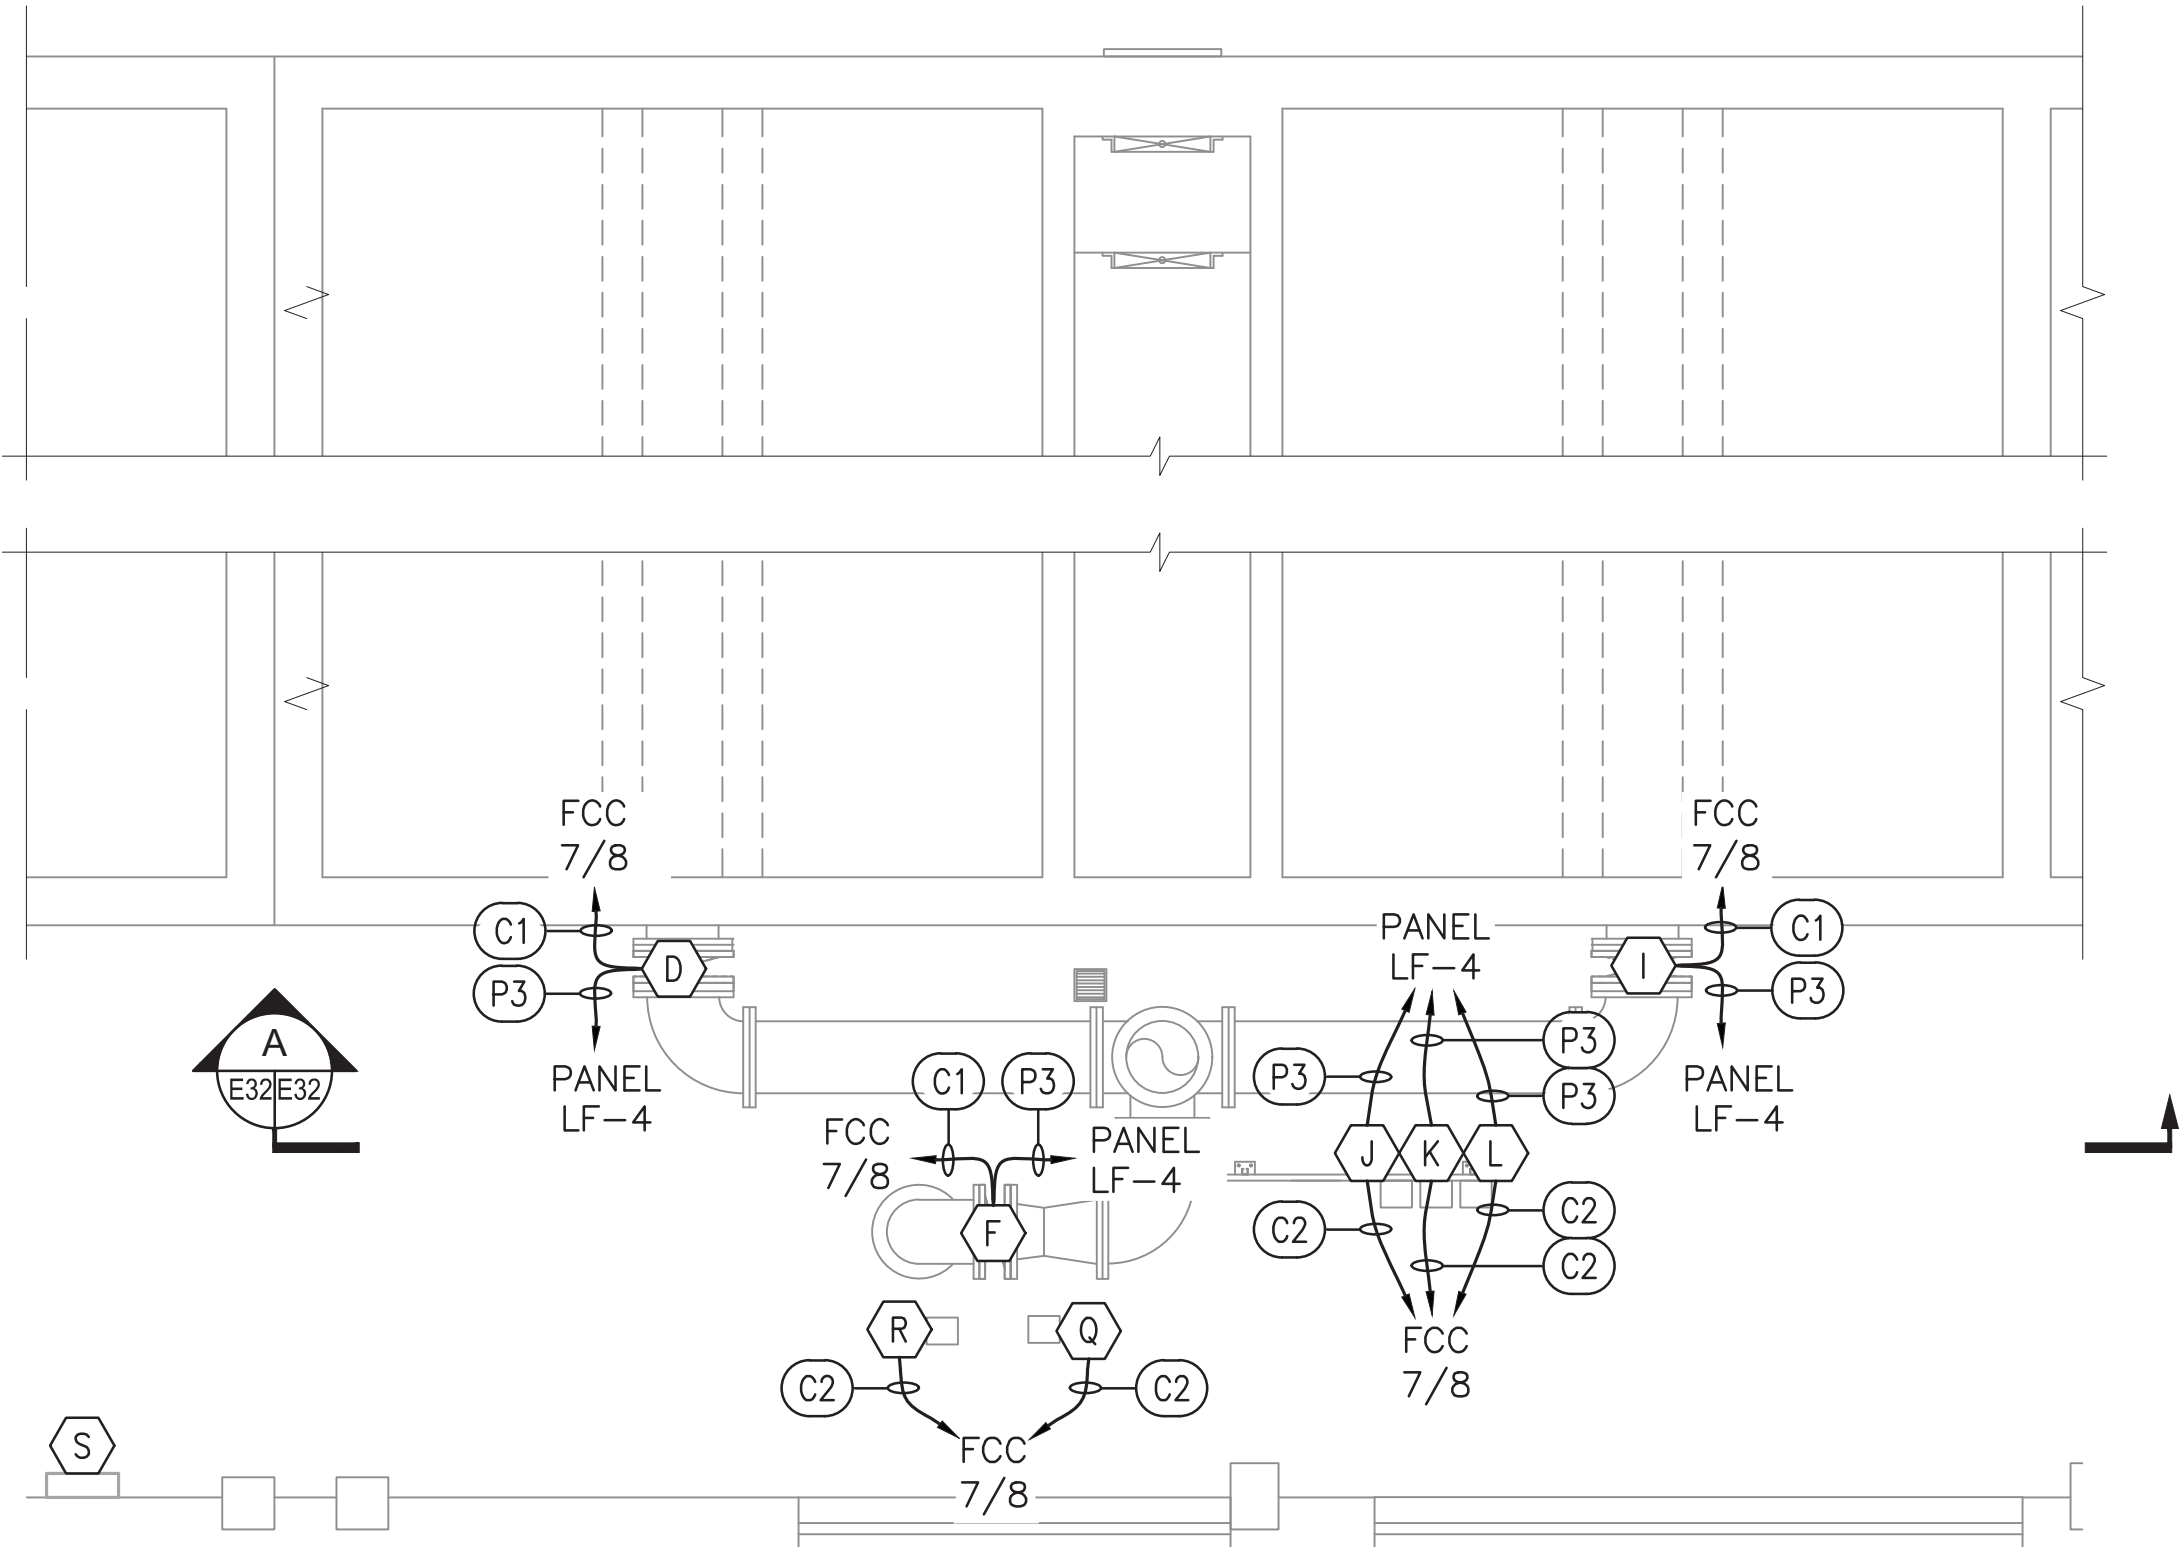 FCC
7/8
C1
D
P3
PANEL
LF-4
A
E32 E32
FCC
7/8
C1
I
P3
PANEL
LF-4
PANEL
LF-4
P3
P3
P3
J K L
C2
C2
C2
FCC
7/8
C1
P3
FCC
7/8
PANEL
LF-4
F
R
Q
C2
C2
FCC
7/8
S